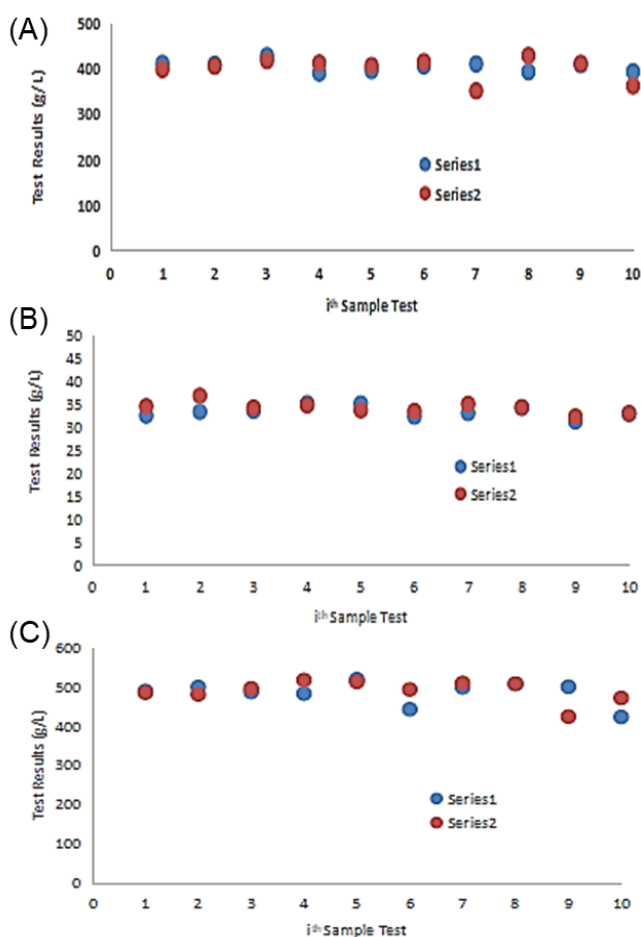 (A)
Test Results (g/L)
500
400
300
200
100
0
0 1 2 3 4 5 6 7 8 9 10
ith Sample Test
Series1
Series2
(B)
Test Results (g/L)
50
45
40
35
30
25
20
15
10
5
0
0 1 2 3 4 5 6 7 8 9 10
ith Sample Test
Series1
Series2
(C)
Test Results (g/L)
600
500
400
300
200
100
0
0 1 2 3 4 5 6 7 8 9 10
ith Sample Test
Series1
Series2